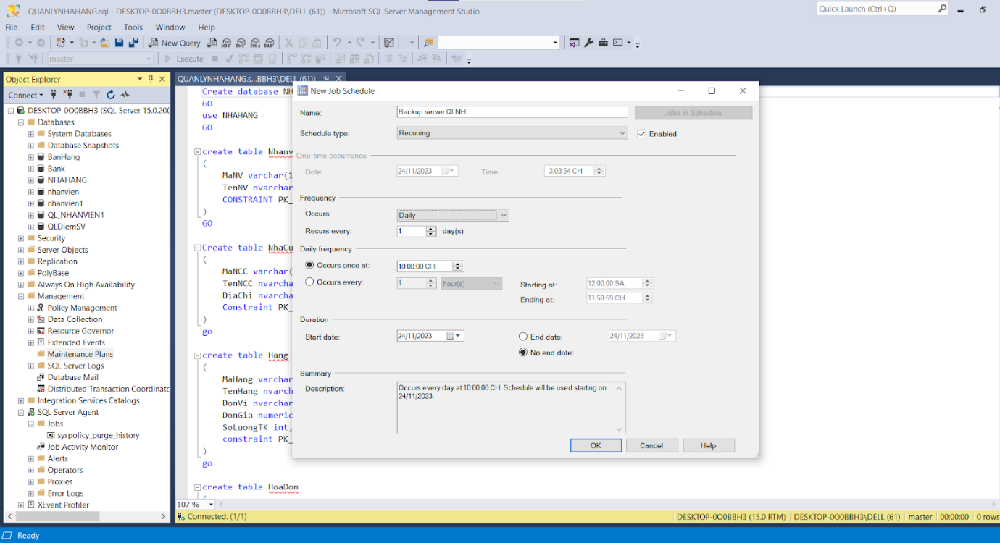 QUANLYNHAHANG.sql - DESKTOP-0O0BBH3.master (DESKTOP-0O0BBH3\DELL (61)) - Microsoft SQL Server Management Studio
Quick Launch (Ctrl+Q)
File Edit View Project Tools Window Help
New Query
master Execute
Object Explorer
Connect
DESKTOP-0O0BBH3 (SQL Server 15.0.200
Databases
System Databases
Database Snapshots
BanHang
Bank
NHAHANG
nhanvien
nhanvien1
QL_NHANVIEN1
QLDiemSV
Security
Server Objects
Replication
PolyBase
Always On High Availability
Management
Policy Management
Data Collection
Resource Governor
Extended Events
Maintenance Plans
SQL Server Logs
Database Mail
Distributed Transaction Coordinato
Integration Services Catalogs
SQL Server Agent
Jobs
syspolicy_purge_history
Job Activity Monitor
Alerts
Operators
Proxies
Error Logs
XEvent Profiler
QUANLYNHAHANG.s...BBH3\DELL (61))
Create database NH
GO
use NHAHANG
GO
create table Nhanv
(
MaNV varchar(1
TenNV nvarchar
CONSTRAINT PK_
)
GO
Create table NhaCu
(
MaNCC varchar(
TenNCC nvarcha
DiaChi nvarcha
Constraint PK_
)
go
create table Hang
(
MaHang varchar
TenHang nvarch
DonVi nvarchar
DonGia numeric
SoLuongTK int,
constraint PK_
)
go
create table HoaDon
107 %
New Job Schedule
Name: Backup server QLNH Jobs in Schedule
Schedule type: Recurring Enabled
One-time occurrence
Date: 24/11/2023 Time: 3:03:54 CH
Frequency
Occurs: Daily
Recurs every: 1 day(s)
Daily frequency
Occurs once at: 10:00:00 CH
Occurs every: 1 hour(s) Starting at: 12:00:00 SA
Ending at: 11:59:59 CH
Duration
Start date: 24/11/2023 End date: 24/11/2023
No end date:
Summary
Description: Occurs every day at 10:00:00 CH. Schedule will be used starting on
24/11/2023.
OK Cancel Help
Connected. (1/1) DESKTOP-0O0BBH3 (15.0 RTM) DESKTOP-0O0BBH3\DELL (61) master 00:00:00 0 rows
Ready